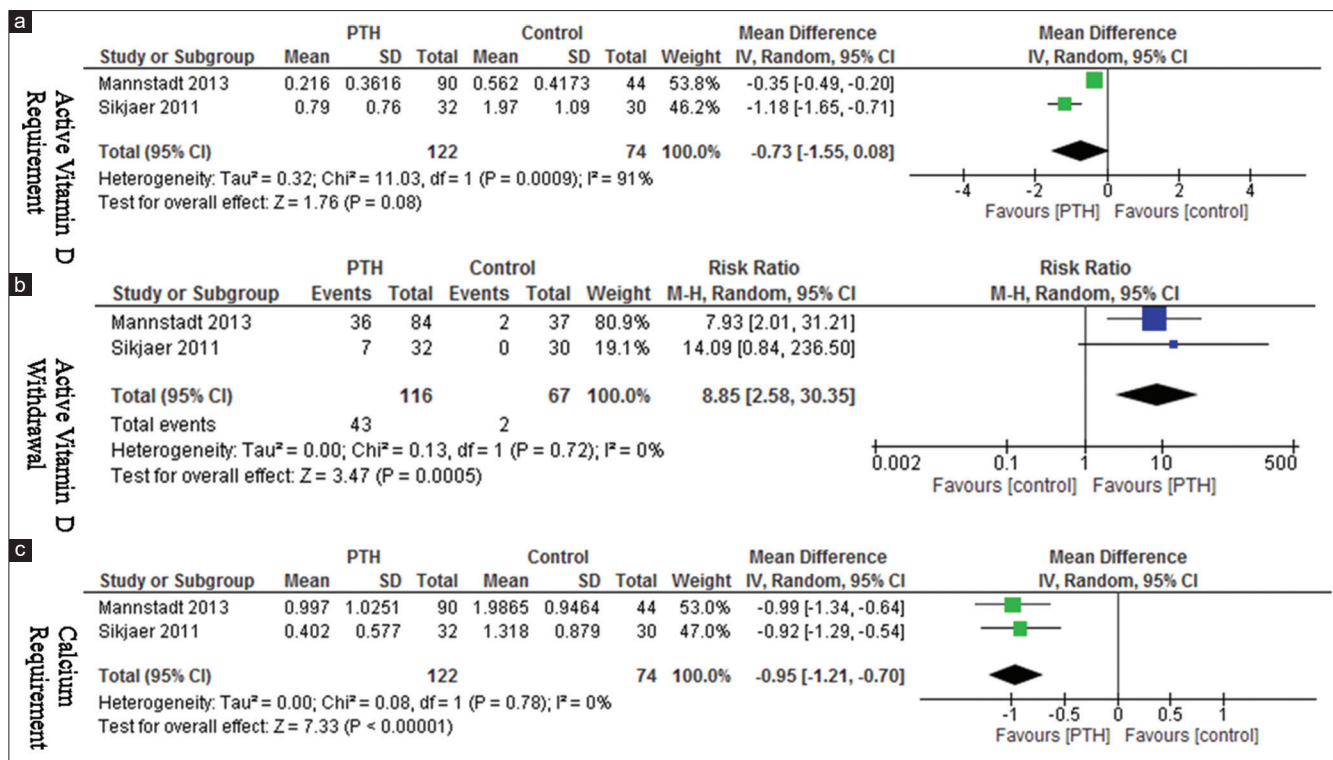 a
Active Vitamin D
Requirement
PTH Control Mean Difference Mean Difference
Study or Subgroup Mean SD Total Mean SD Total Weight IV, Random, 95% CI IV, Random, 95% CI
Mannstadt 2013 0.216 0.3616 90 0.562 0.4173 44 53.8% -0.35 [-0.49, -0.20]
Sikjaer 2011 0.79 0.76 32 1.97 1.09 30 46.2% -1.18 [-1.65, -0.71]
Total (95% CI) 122 74 100.0% -0.73 [-1.55, 0.08]
Heterogeneity: Tau² = 0.32; Chi² = 11.03, df = 1 (P = 0.0009); I² = 91%
Test for overall effect: Z = 1.76 (P = 0.08)
-4 -2 0 2 4
Favours [PTH] Favours [control]
b
Active Vitamin D
Withdrawal
PTH Control Risk Ratio Risk Ratio
Study or Subgroup Events Total Events Total Weight M-H, Random, 95% CI M-H, Random, 95% CI
Mannstadt 2013 36 84 2 37 80.9% 7.93 [2.01, 31.21]
Sikjaer 2011 7 32 0 30 19.1% 14.09 [0.84, 236.50]
Total (95% CI) 116 67 100.0% 8.85 [2.58, 30.35]
Total events 43 2
Heterogeneity: Tau² = 0.00; Chi² = 0.13, df = 1 (P = 0.72); I² = 0%
Test for overall effect: Z = 3.47 (P = 0.0005)
0.002 0.1 1 10 500
Favours [control] Favours [PTH]
c
Calcium
Requirement
PTH Control Mean Difference Mean Difference
Study or Subgroup Mean SD Total Mean SD Total Weight IV, Random, 95% CI IV, Random, 95% CI
Mannstadt 2013 0.997 1.0251 90 1.9865 0.9464 44 53.0% -0.99 [-1.34, -0.64]
Sikjaer 2011 0.402 0.577 32 1.318 0.879 30 47.0% -0.92 [-1.29, -0.54]
Total (95% CI) 122 74 100.0% -0.95 [-1.21, -0.70]
Heterogeneity: Tau² = 0.00; Chi² = 0.08, df = 1 (P = 0.78); I² = 0%
Test for overall effect: Z = 7.33 (P < 0.00001)
-1 -0.5 0 0.5 1
Favours [PTH] Favours [control]